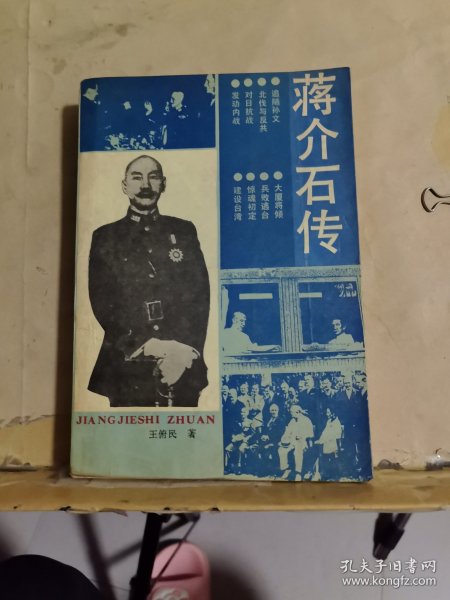 蒋介石传
追随孙文
北伐与反共
对日抗战
发动内战
大厦将倾
兵败退台
惊魂初定
建设台湾
JIANGJIESHI ZHUAN
王俯民 著
孔夫子旧书网
www.kongfz.com